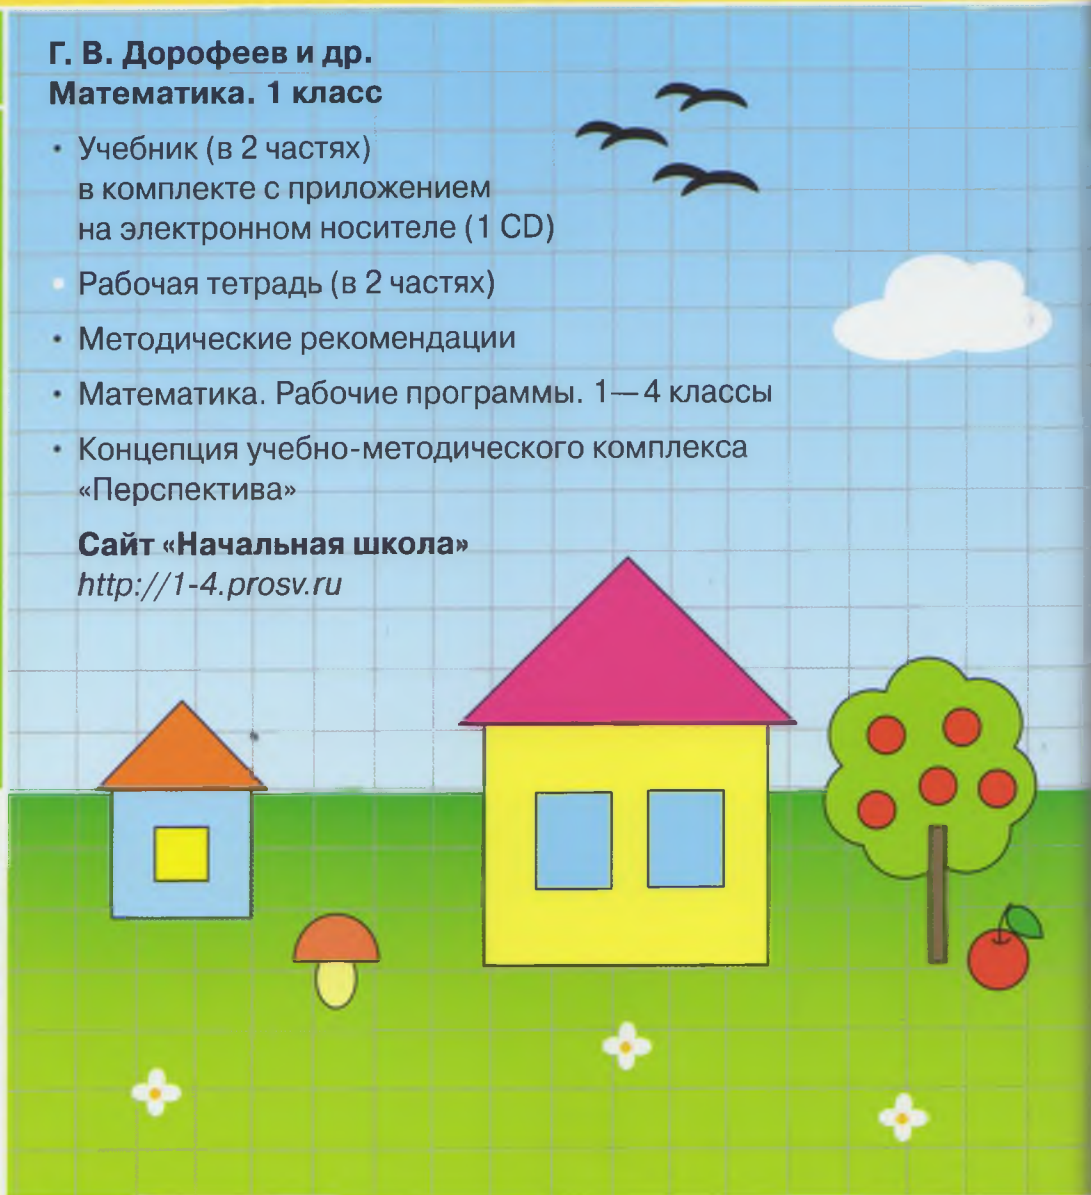 Г. В. Дорофеев и др.
Математика. 1 класс
• Учебник (в 2 частях)
в комплекте с приложением
на электронном носителе (1 CD)
• Рабочая тетрадь (в 2 частях)
• Методические рекомендации
• Математика. Рабочие программы. 1—4 классы
• Концепция учебно-методического комплекса
«Перспектива»
Сайт «Начальная школа»
http://1-4.prosv.ru